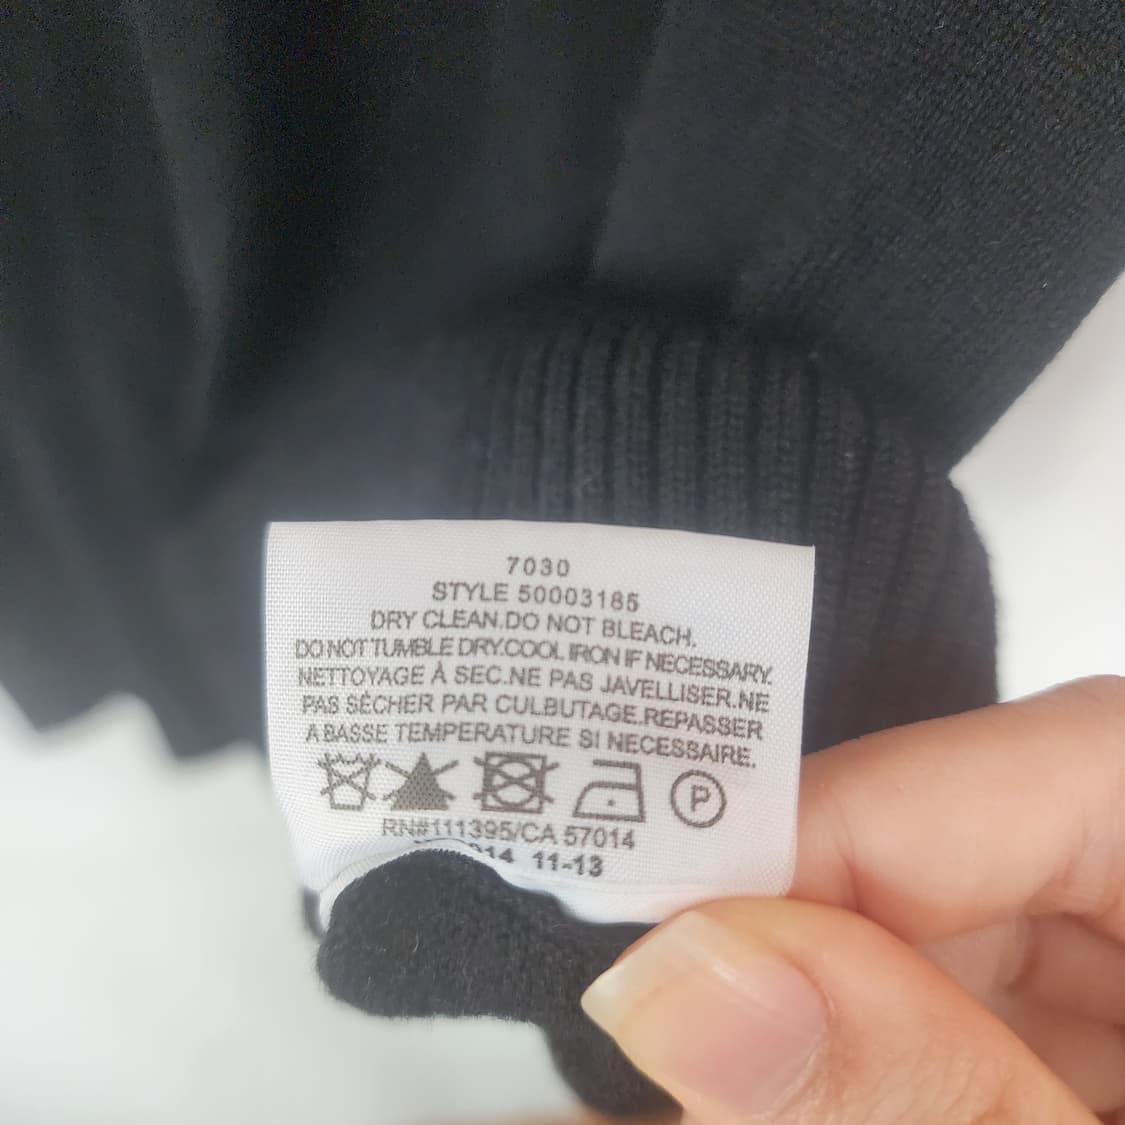 7030
STYLE 50003185
DRY CLEAN.DO NOT BLEACH.
DO NOT TUMBLE DRY.COOL IRON IF NECESSARY.
NETTOYAGE À SEC.NE PAS JAVELLISER.NE
PAS SÉCHER PAR CULBUTAGE.REPASSER
A BASSE TEMPERATURE SI NECESSAIRE.
P
RN#111395/CA 57014
11-13